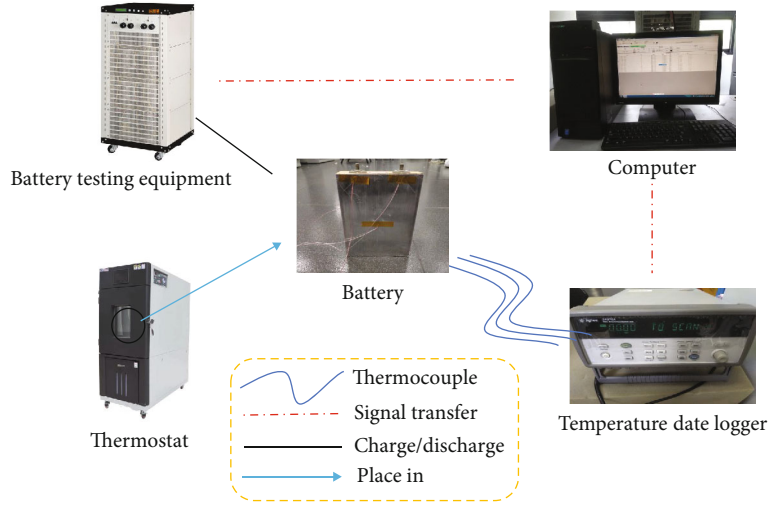 Battery testing equipment
Computer
Battery
Thermostat
Temperature date logger
Thermocouple
Signal transfer
Charge/discharge
Place in